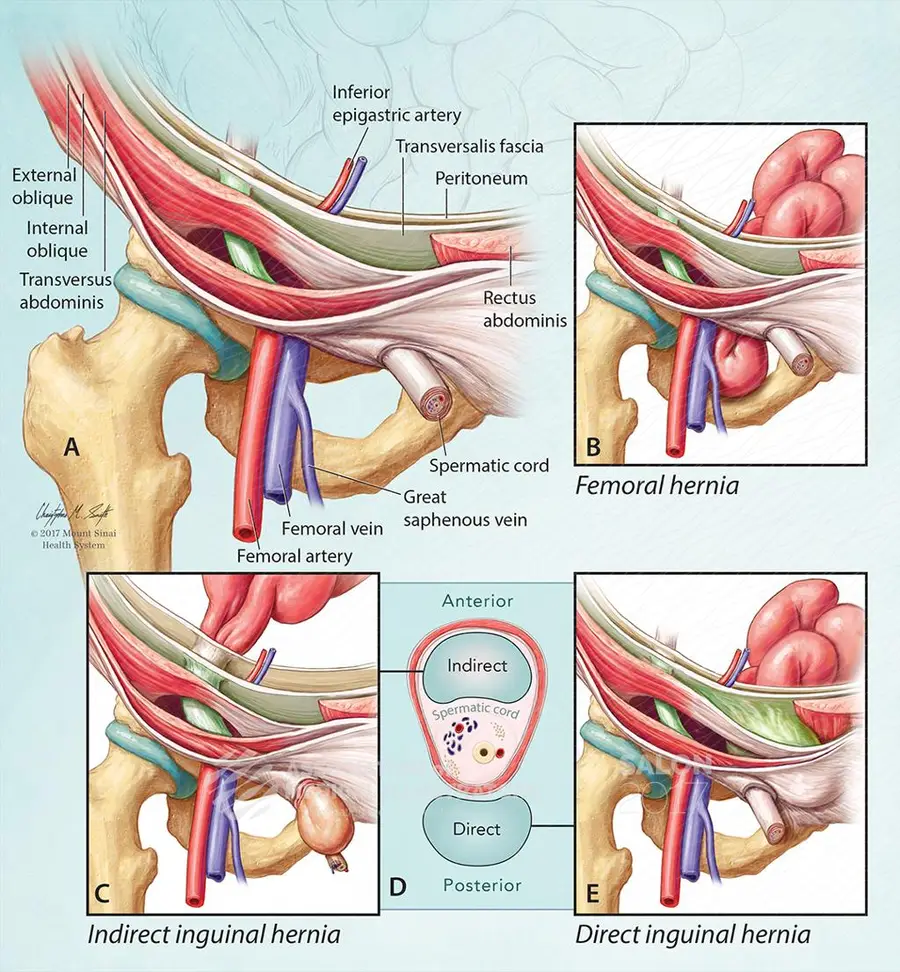 Inferior
epigastric artery
Transversalis fascia
Peritoneum
External
oblique
Internal
oblique
Transversus
abdominis
Rectus
abdominis
A
Spermatic cord
Great
saphenous vein
Femoral vein
Femoral artery
© 2017 Mount Sinai
Health System
B
Femoral hernia
C
Indirect inguinal hernia
Anterior
Indirect
Spermatic cord
Direct
Posterior
D
SALON
E
Direct inguinal hernia